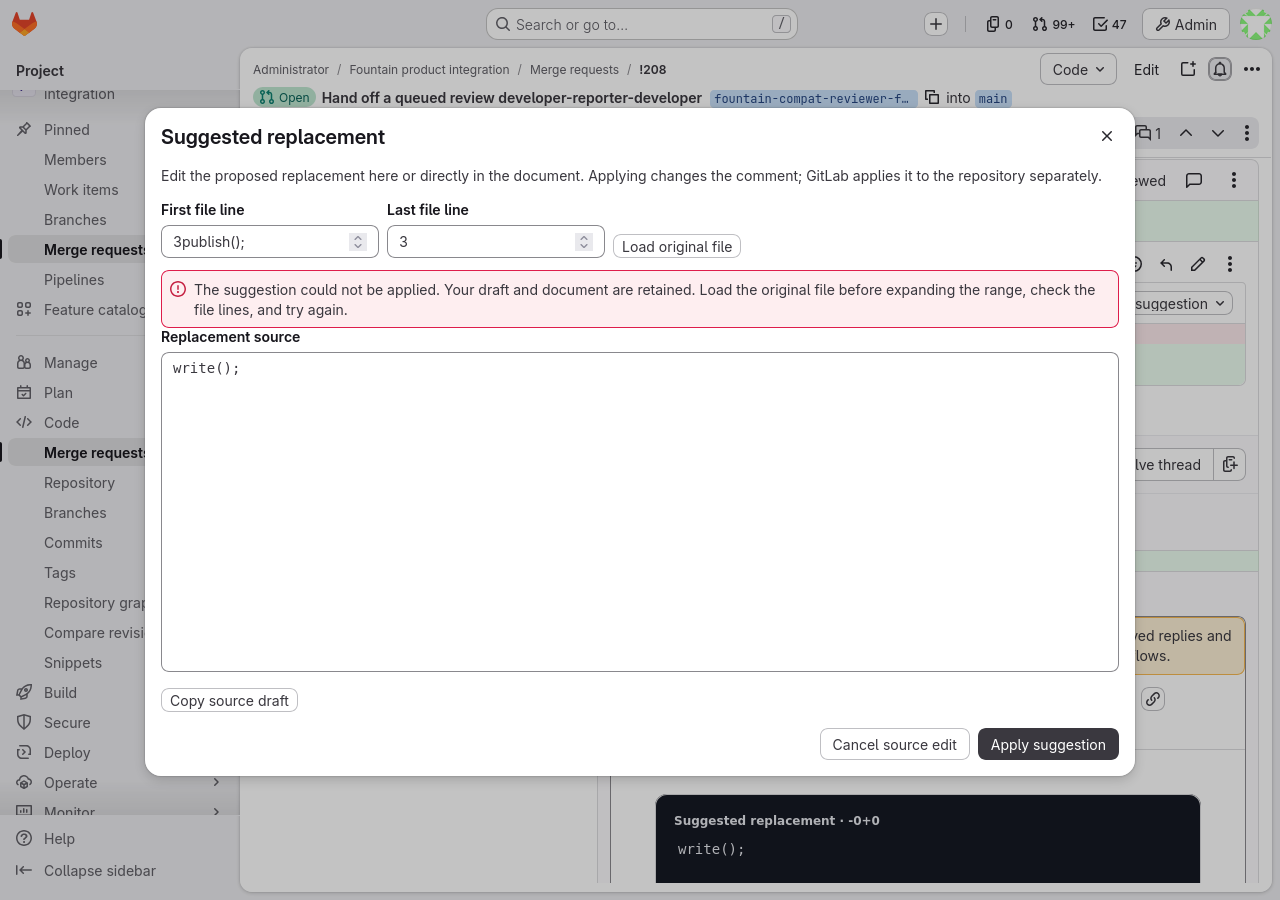 Search or go to...
/
0
99+
47
Admin
Project
Administrator / Fountain product integration / Merge requests / !208
Code
Edit
integration
Open
Hand off a queued review developer-reporter-developer
fountain-compat-reviewer-f…
into
main
Pinned
Members
Work items
Branches
Merge requests
Pipelines
Feature catalog
Manage
Plan
Code
Merge requests
Repository
Branches
Commits
Tags
Repository grap
Compare revisi
Snippets
Build
Secure
Deploy
Operate
Monitor
Help
Collapse sidebar
1
ewed
suggestion
lve thread
ved replies and
lows.
Suggested replacement
Edit the proposed replacement here or directly in the document. Applying changes the comment; GitLab applies it to the repository separately.
First file line
Last file line
3publish();
3
Load original file
The suggestion could not be applied. Your draft and document are retained. Load the original file before expanding the range, check the
file lines, and try again.
Replacement source
write();
Copy source draft
Cancel source edit
Apply suggestion
Suggested replacement · -0+0
write();